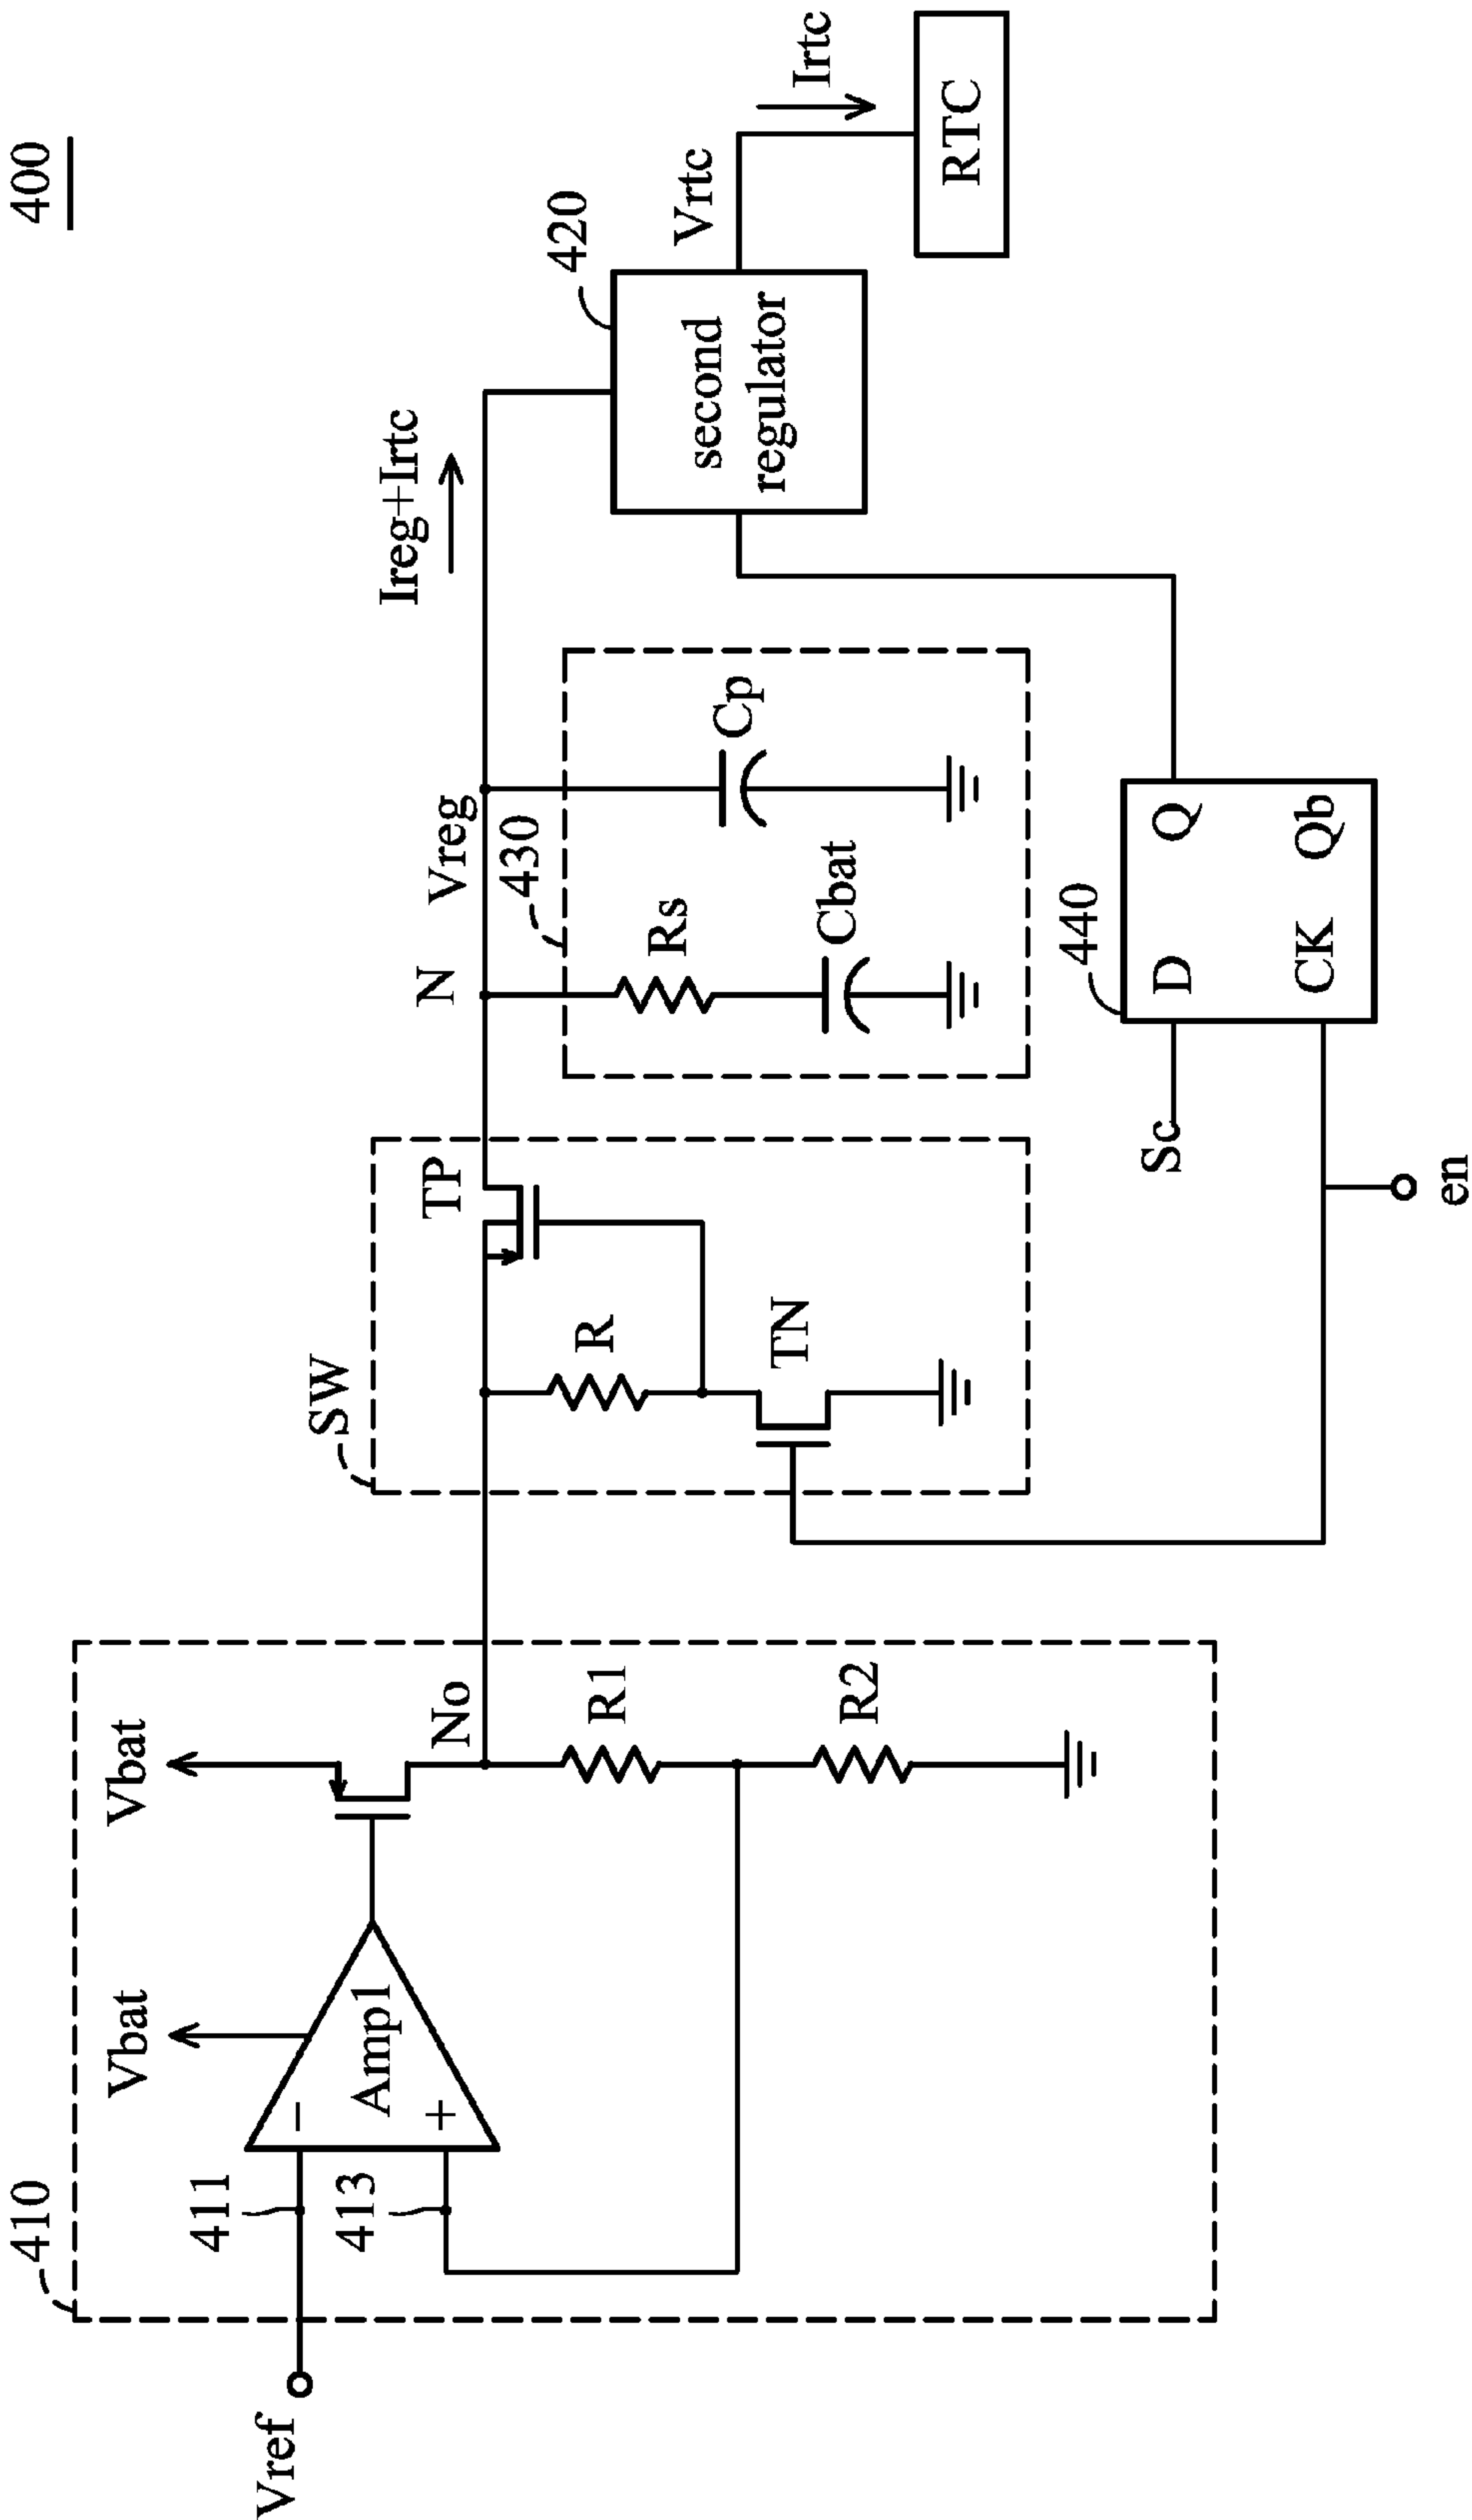 400
410
Vref
411
413
−
+
Amp1
Vbat
Vbat
No
R1
R2
SW
R
TN
TP
N
Vreg
430
Rs
Cbat
Cp
Ireg+Irtc
420
second
regulator
Vrtc
Irtc
RTC
440
Sc
D
Q
CK
Qb
en